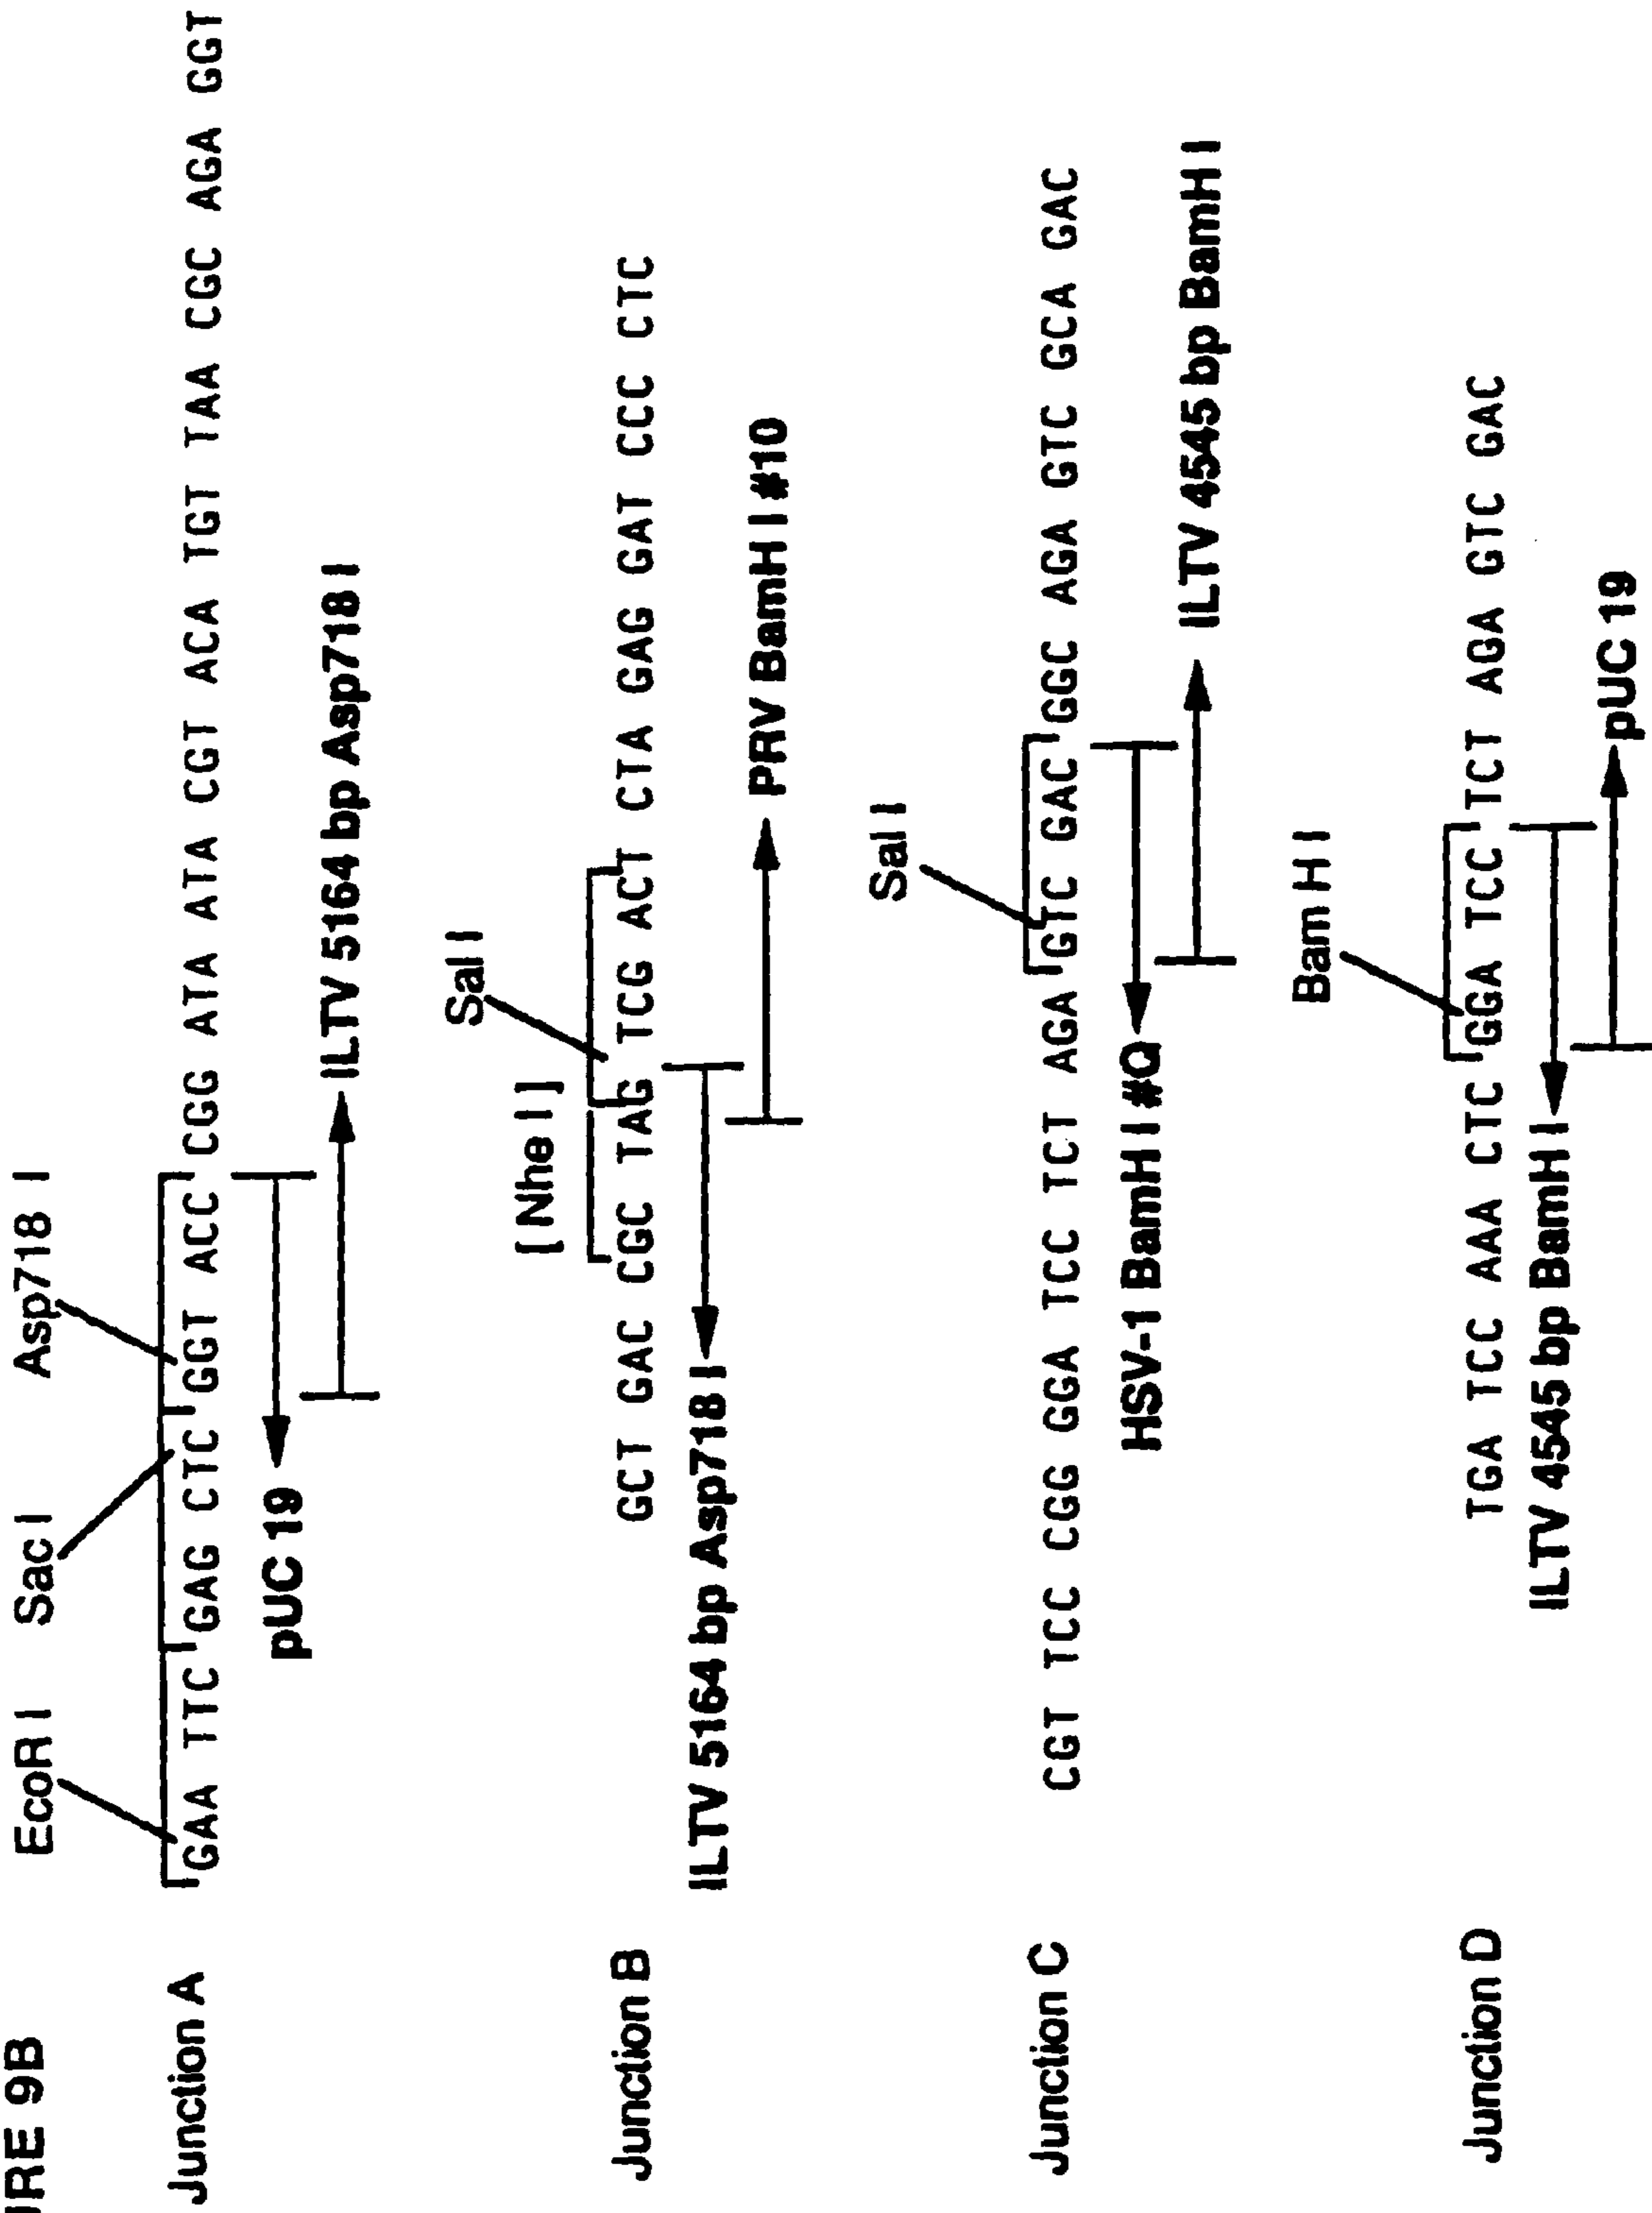 IRE 9B
EcoR I Sac I Asp718 I
Junction A GAA TTC GAG CTC GGT ACC CGG ATA ATA CGT ACA TGT TAA CGC AGA GGT
pUC 19
ILTV 5164 bp Asp718 I
[Nhe I] Sal I
Junction B GCT GAC CGC TAG TCG ACT CTA GAG GAT CCC CTC
ILTV 5164 bp Asp718 I
PRV BamH I #10
Sal I
Junction C CGT TCC CGG GGA TCC TCT AGA GTC GAC GGC AGA GTC GCA GAC
HSV-1 BamH I #Q
ILTV 4545 bp BamH I
Bam H I
Junction D TGA TCC AAA CTC GGA TCC TCT AGA GTC GAC
ILTV 4545 bp BamH I
pUC 19